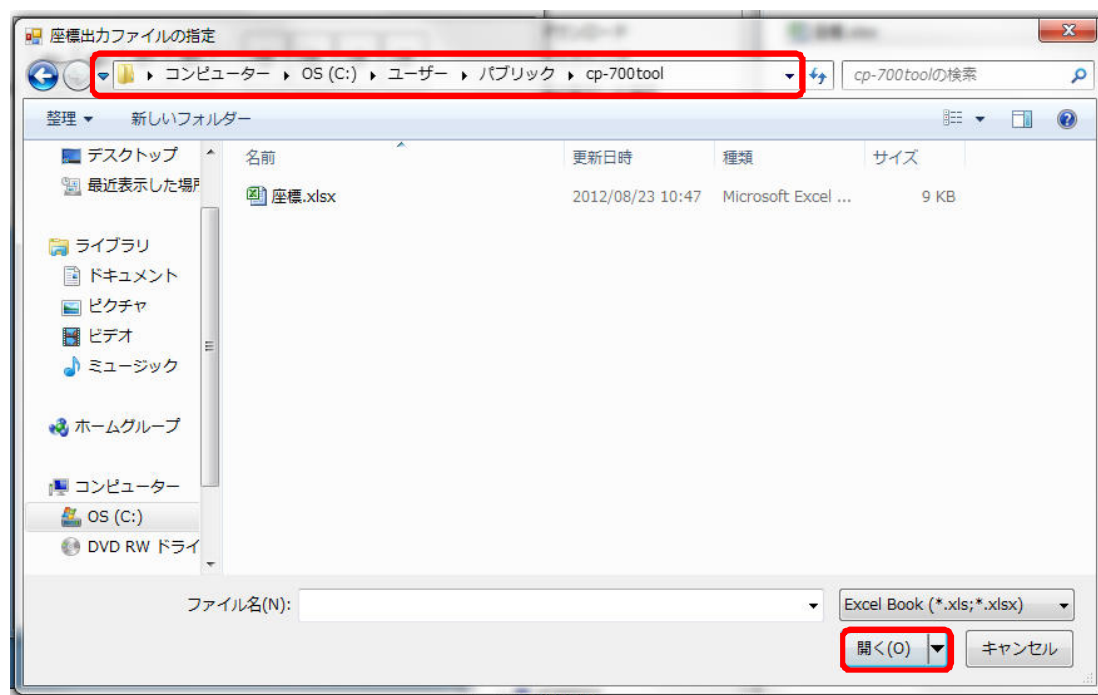 座標出力ファイルの指定
コンピューター ▸ OS (C:) ▸ ユーザー ▸ パブリック ▸ cp-700tool
cp-700toolの検索
整理 新しいフォルダー
デスクトップ
最近表示した場所
ライブラリ
ドキュメント
ピクチャ
ビデオ
ミュージック
ホームグループ
コンピューター
OS (C:)
DVD RW ドライ
名前 更新日時 種類 サイズ
座標.xlsx 2012/08/23 10:47 Microsoft Excel ... 9 KB
ファイル名(N):
Excel Book (*.xls;*.xlsx)
開く(O) キャンセル